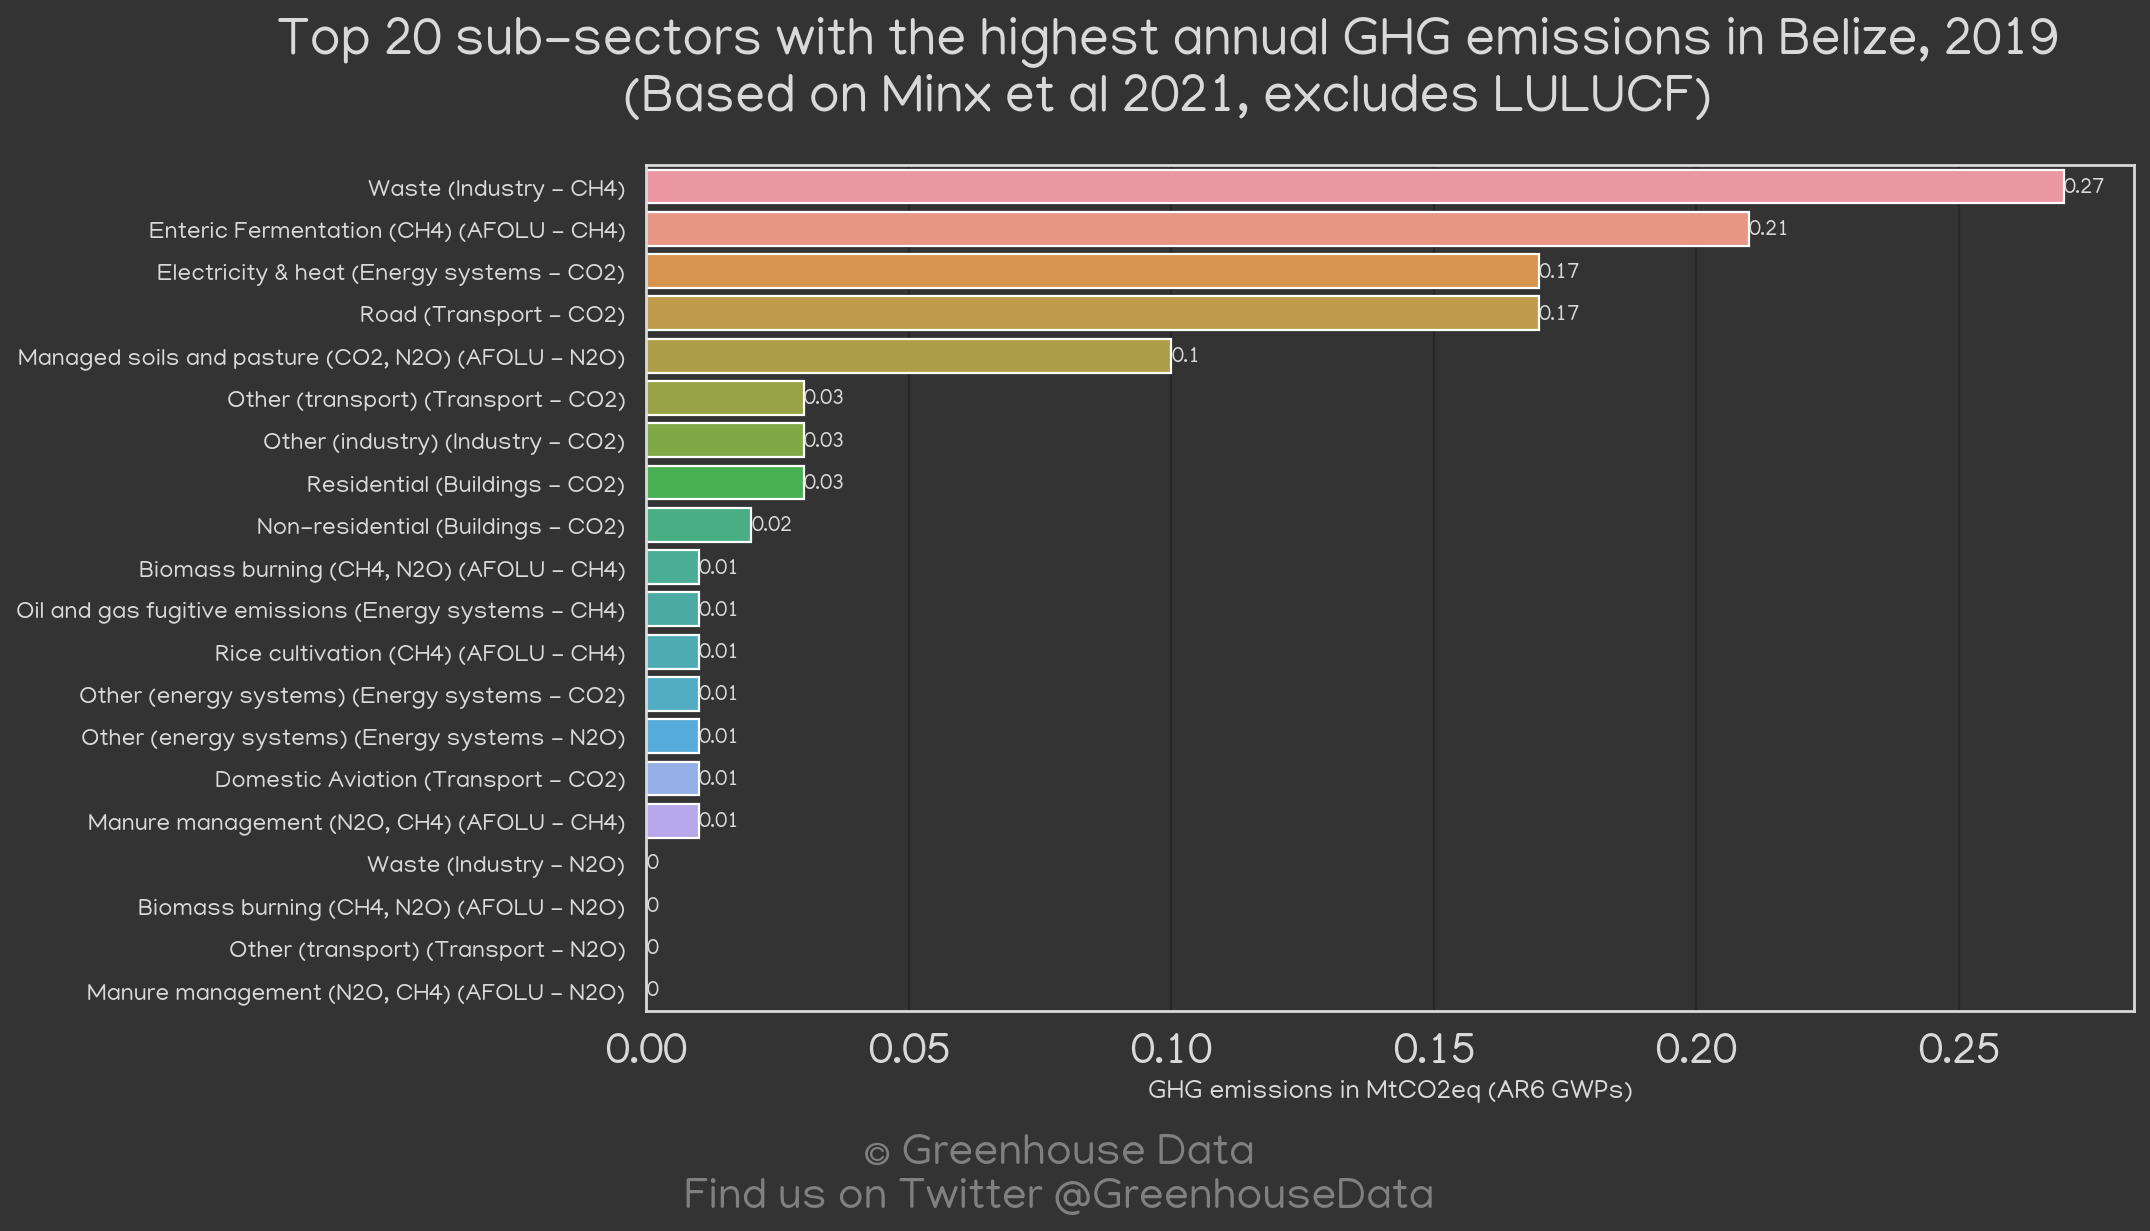 Top 20 sub-sectors with the highest annual GHG emissions in Belize, 2019
(Based on Minx et al 2021, excludes LULUCF)
Waste (Industry - CH4) 0.27
Enteric Fermentation (CH4) (AFOLU - CH4) 0.21
Electricity & heat (Energy systems - CO2) 0.17
Road (Transport - CO2) 0.17
Managed soils and pasture (CO2, N2O) (AFOLU - N2O) 0.1
Other (transport) (Transport - CO2) 0.03
Other (industry) (Industry - CO2) 0.03
Residential (Buildings - CO2) 0.03
Non-residential (Buildings - CO2) 0.02
Biomass burning (CH4, N2O) (AFOLU - CH4) 0.01
Oil and gas fugitive emissions (Energy systems - CH4) 0.01
Rice cultivation (CH4) (AFOLU - CH4) 0.01
Other (energy systems) (Energy systems - CO2) 0.01
Other (energy systems) (Energy systems - N2O) 0.01
Domestic Aviation (Transport - CO2) 0.01
Manure management (N2O, CH4) (AFOLU - CH4) 0.01
Waste (Industry - N2O) 0
Biomass burning (CH4, N2O) (AFOLU - N2O) 0
Other (transport) (Transport - N2O) 0
Manure management (N2O, CH4) (AFOLU - N2O) 0
0.00 0.05 0.10 0.15 0.20 0.25
GHG emissions in MtCO2eq (AR6 GWPs)
© Greenhouse Data
Find us on Twitter @GreenhouseData